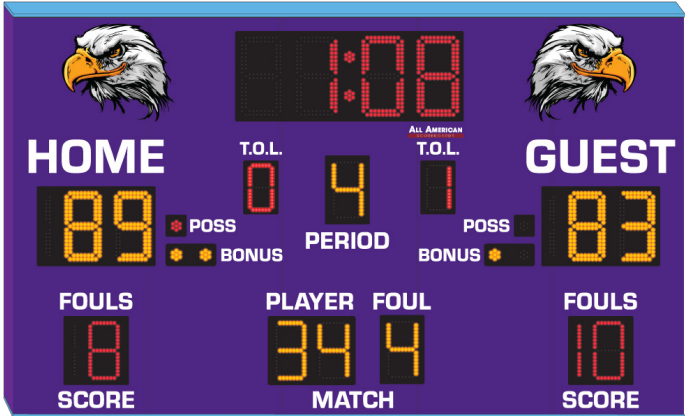 1:08
ALL AMERICAN
SCOREBOARDS
T.O.L. T.O.L.
HOME GUEST
0 4 1
89 83
POSS POSS
PERIOD
BONUS BONUS
FOULS PLAYER FOUL FOULS
8 34 4 10
SCORE MATCH SCORE